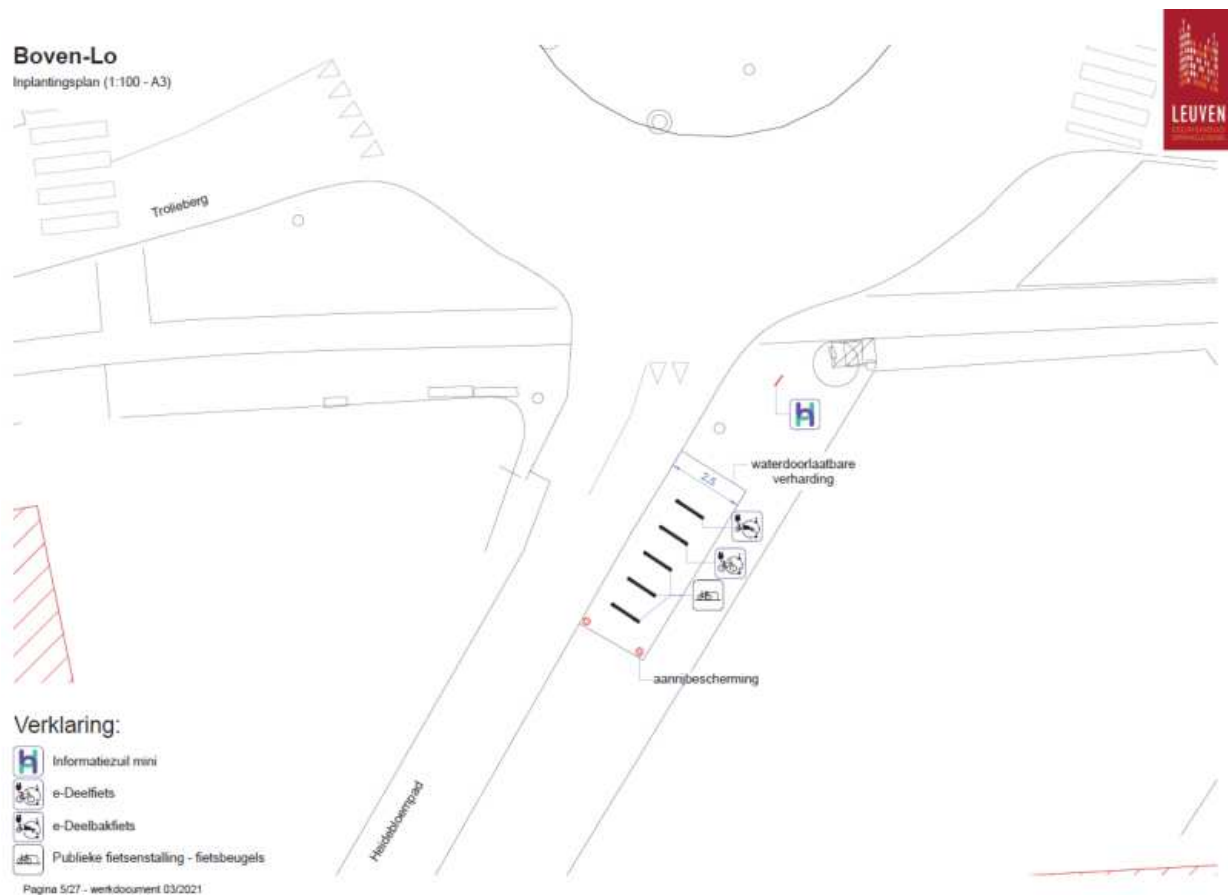 Boven-Lo
Inplantingsplan (1:100 - A3)
LEUVEN
Trolieberg
waterdoorlaatbare
verharding
2,5
aanrijbescherming
Heidebloempad
Verklaring:
Informatiezuil mini
e-Deelfiets
e-Deelbakfiets
Publieke fietsenstalling - fietsbeugels
Pagina 5/27 - werkdocument 03/2021